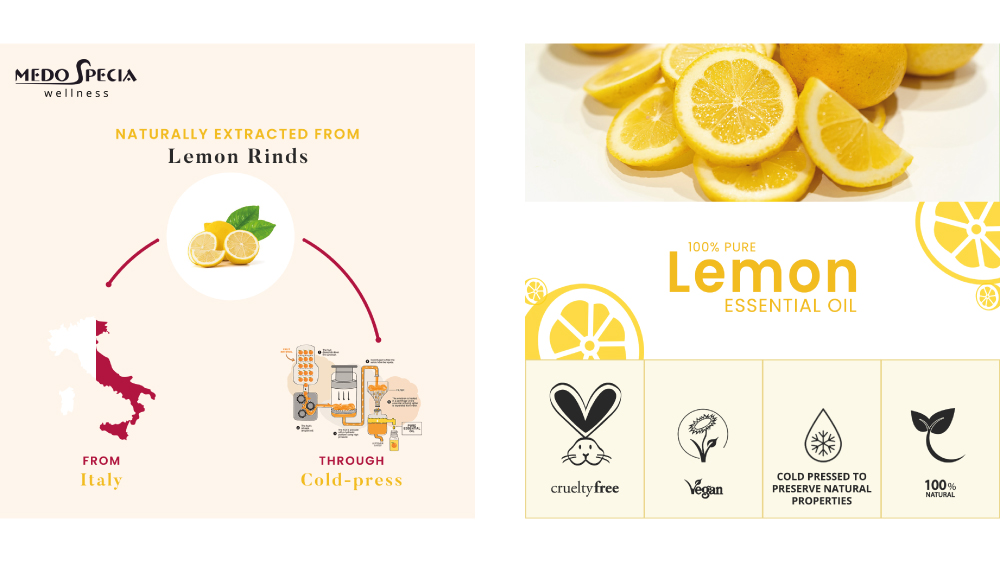 MEDO SPECIA
wellness
NATURALLY EXTRACTED FROM
Lemon Rinds
FROM
Italy
THROUGH
Cold-press
100% PURE
Lemon
ESSENTIAL OIL
crueltyfree
Vegan
COLD PRESSED TO
PRESERVE NATURAL
PROPERTIES
100%
NATURAL